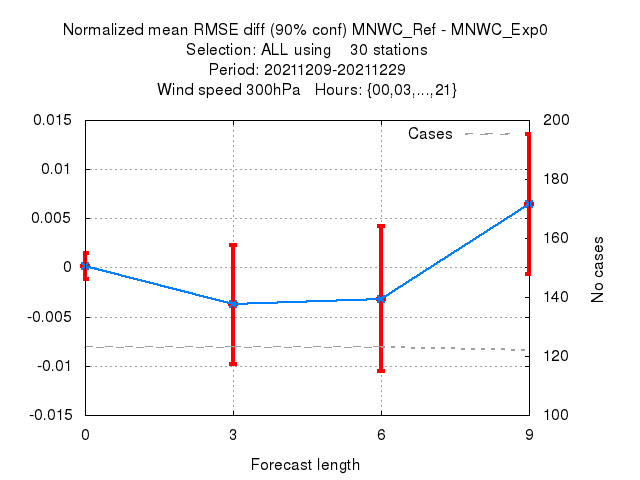 Normalized mean RMSE diff (90% conf) MNWC_Ref - MNWC_Exp0
Selection: ALL using    30 stations
Period: 20211209-20211229
Wind speed 300hPa   Hours: {00,03,...,21}
Cases
0.015
0.01
0.005
0
-0.005
-0.01
-0.015
200
180
160
140
120
100
No cases
0 3 6 9
Forecast length